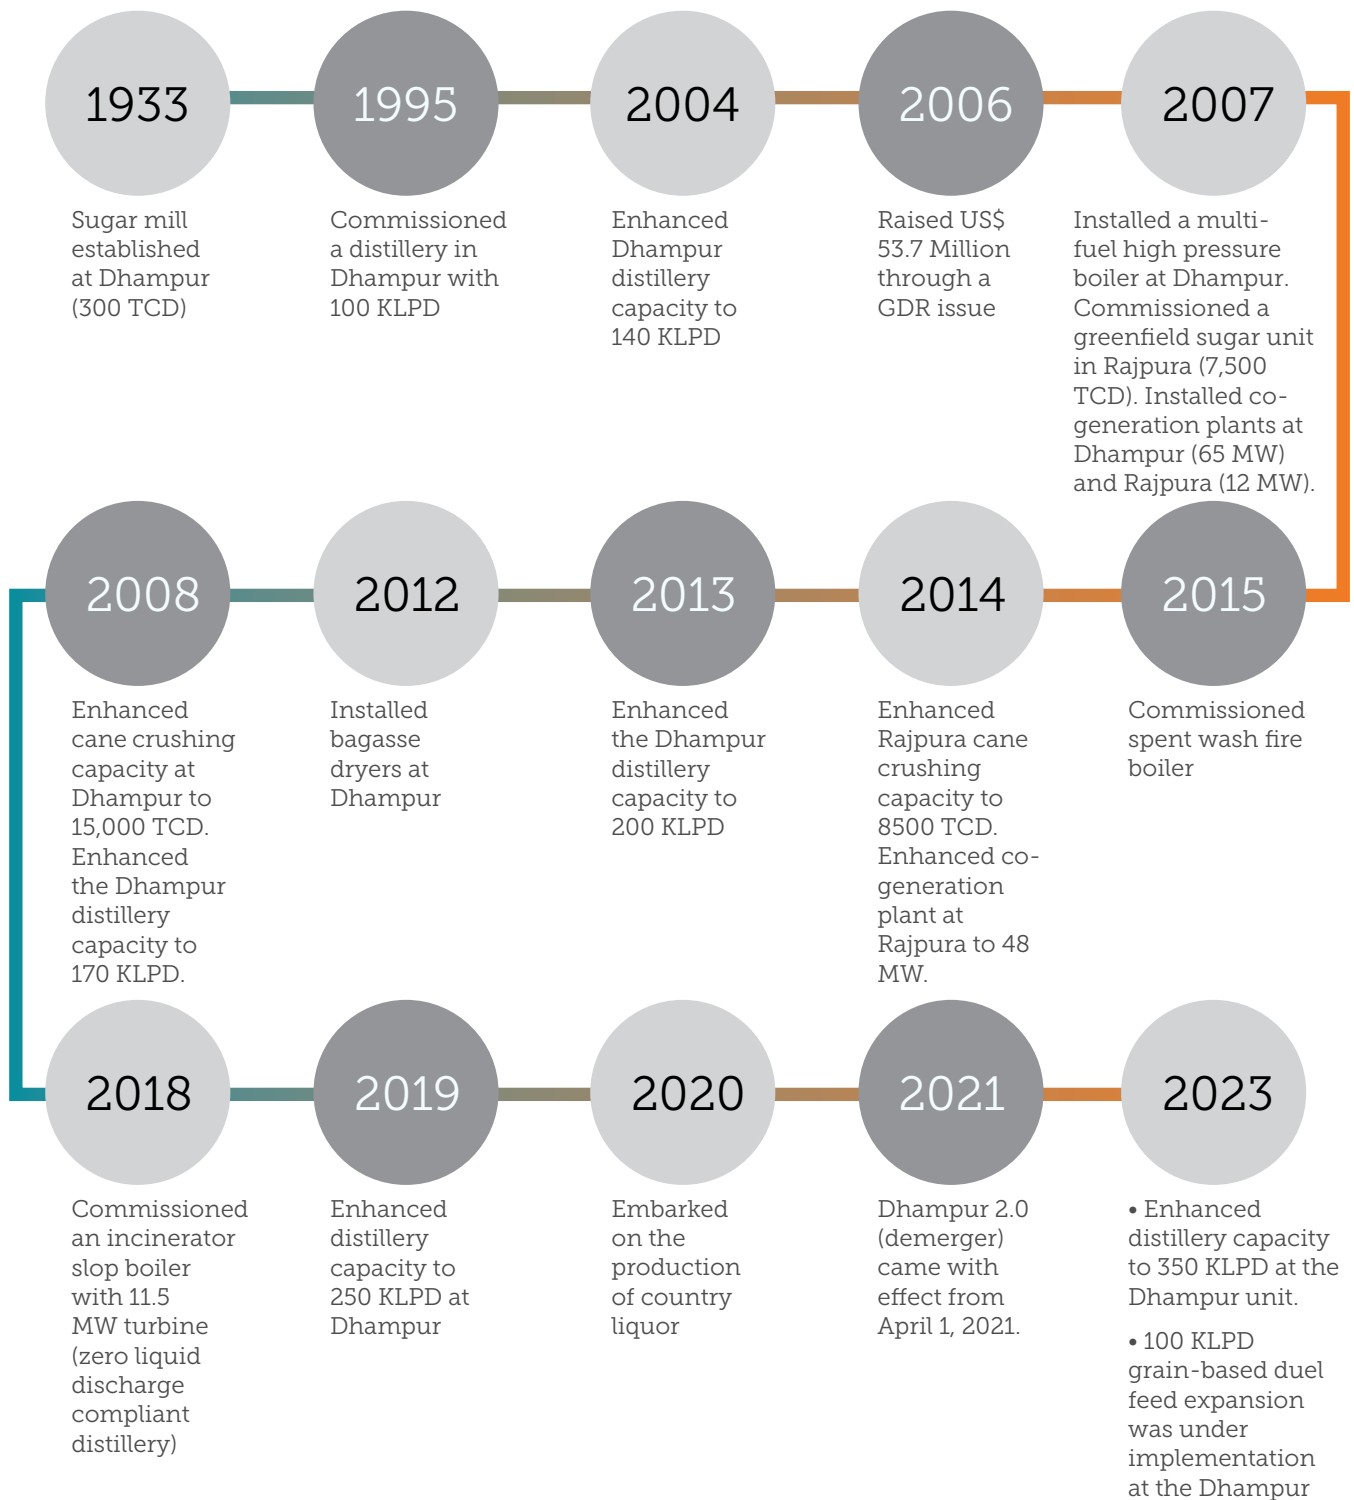 1933
Sugar mill
established
at Dhampur
(300 TCD)
1995
Commissioned
a distillery in
Dhampur with
100 KLPD
2004
Enhanced
Dhampur
distillery
capacity to
140 KLPD
2006
Raised US$
53.7 Million
through a
GDR issue
2007
Installed a multi-
fuel high pressure
boiler at Dhampur.
Commissioned a
greenfield sugar unit
in Rajpura (7,500
TCD). Installed co-
generation plants at
Dhampur (65 MW)
and Rajpura (12 MW).
2008
Enhanced
cane crushing
capacity at
Dhampur to
15,000 TCD.
Enhanced
the Dhampur
distillery
capacity to
170 KLPD.
2012
Installed
bagasse
dryers at
Dhampur
2013
Enhanced
the Dhampur
distillery
capacity to
200 KLPD
2014
Enhanced
Rajpura cane
crushing
capacity to
8500 TCD.
Enhanced co-
generation
plant at
Rajpura to 48
MW.
2015
Commissioned
spent wash fire
boiler
2018
Commissioned
an incinerator
slop boiler
with 11.5
MW turbine
(zero liquid
discharge
compliant
distillery)
2019
Enhanced
distillery
capacity to
250 KLPD at
Dhampur
2020
Embarked
on the
production
of country
liquor
2021
Dhampur 2.0
(demerger)
came with
effect from
April 1, 2021.
2023
• Enhanced
distillery capacity
to 350 KLPD at the
Dhampur unit.
• 100 KLPD
grain-based duel
feed expansion
was under
implementation
at the Dhampur